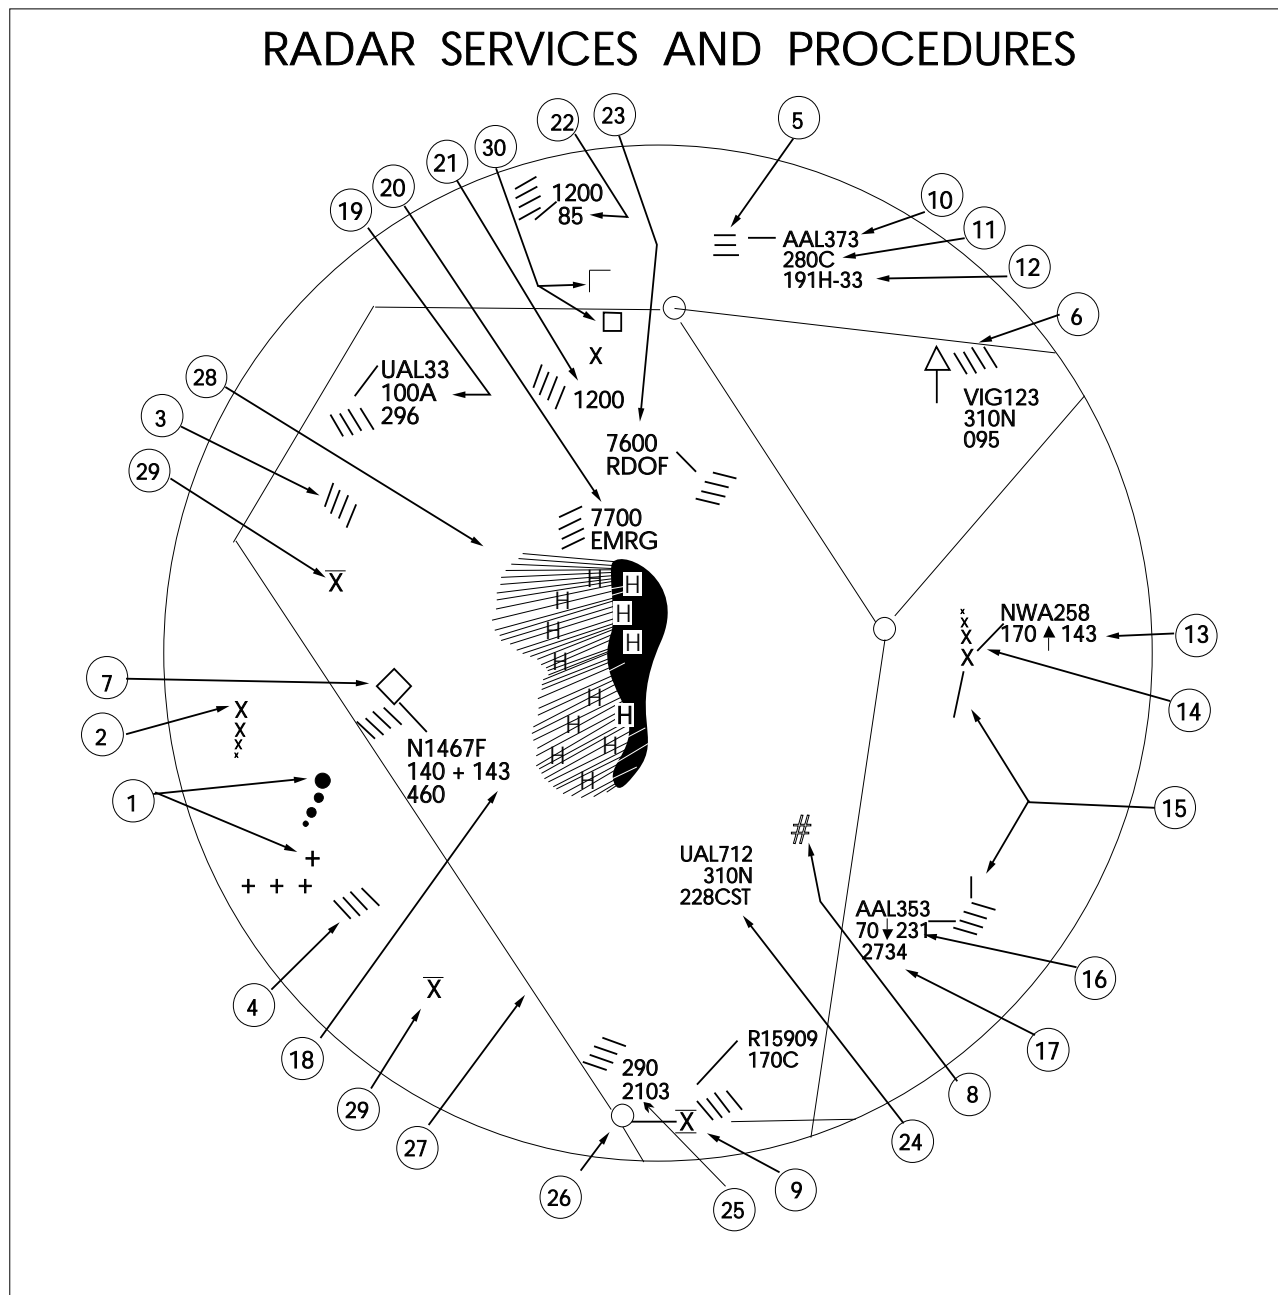 RADAR SERVICES AND PROCEDURES
23
22
5
30
21
20
19
1200
85
10
11
12
AAL373
280C
191H-33
6
28
UAL33
100A
296
X
1200
VIG123
310N
095
3
29
7600
RDOF
7700
EMRG
X
H
H
H
H
H
H
H
H
H
H
H
H
H
NWA258
170 143
x
x
X
X
13
14
7
2
X
X
x
x
N1467F
140 + 143
460
1
+
+ + +
15
#
UAL712
310N
228CST
AAL353
70 231
2734
16
4
X
18
17
R15909
170C
290
2103
8
29
X
27
24
26
25
9